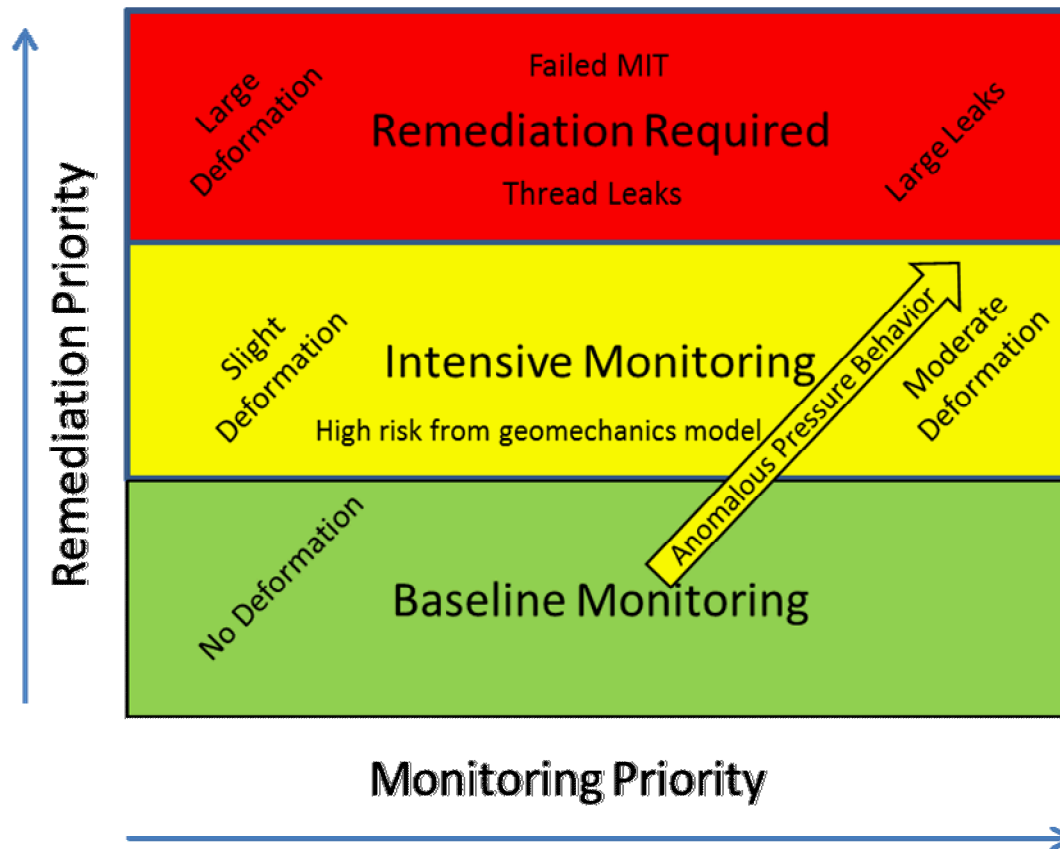 Failed MIT
Large
Deformation
Remediation Required
Large Leaks
Thread Leaks
Remediation Priority
Slight
Deformation
Intensive Monitoring
High risk from geomechanics model
Anomalous Pressure Behavior
Moderate
Deformation
No Deformation
Baseline Monitoring
Monitoring Priority